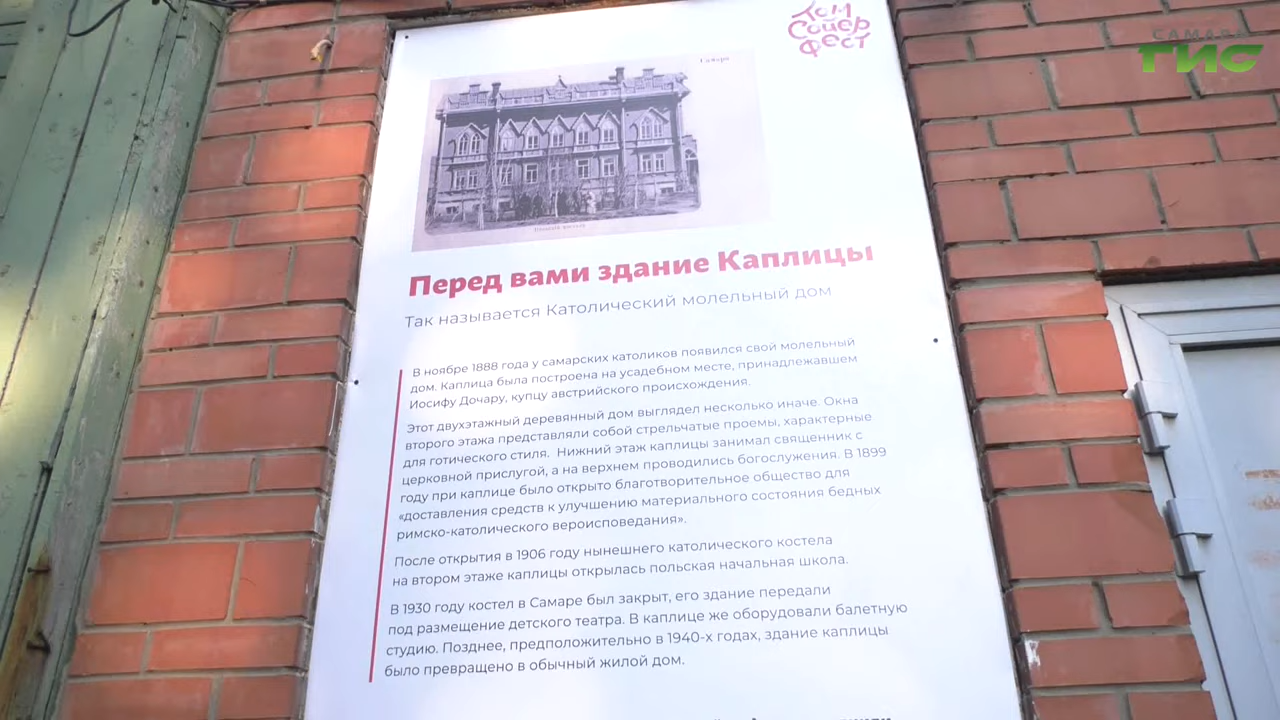 Том
Сойер
Фест
САМАРА
ГИС
Самара
Перед вами здание Каплицы
Так называется Католический молельный дом
В ноябре 1888 года у самарских католиков появился свой молельный
дом. Каплица была построена на усадебном месте, принадлежавшем
Иосифу Дочару, купцу австрийского происхождения.
Этот двухэтажный деревянный дом выглядел несколько иначе. Окна
второго этажа представляли собой стрельчатые проемы, характерные
для готического стиля. Нижний этаж каплицы занимал священник с
церковной прислугой, а на верхнем проводились богослужения. В 1899
году при каплице было открыто благотворительное общество для
«доставления средств к улучшению материального состояния бедных
римско-католического вероисповедания».
После открытия в 1906 году нынешнего католического костела
на втором этаже каплицы открылась польская начальная школа.
В 1930 году костел в Самаре был закрыт, его здание передали
под размещение детского театра. В каплице же оборудовали балетную
студию. Позднее, предположительно в 1940-х годах, здание каплицы
было превращено в обычный жилой дом.